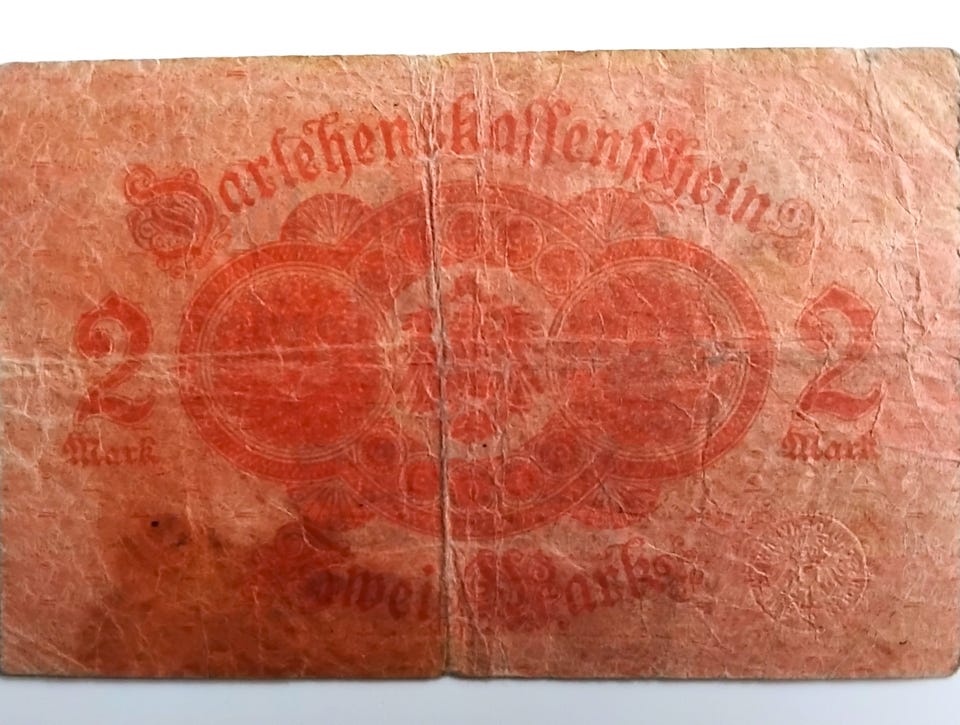 Darlehenskassenschein
2 2
Mark Mark
Zwei Mark